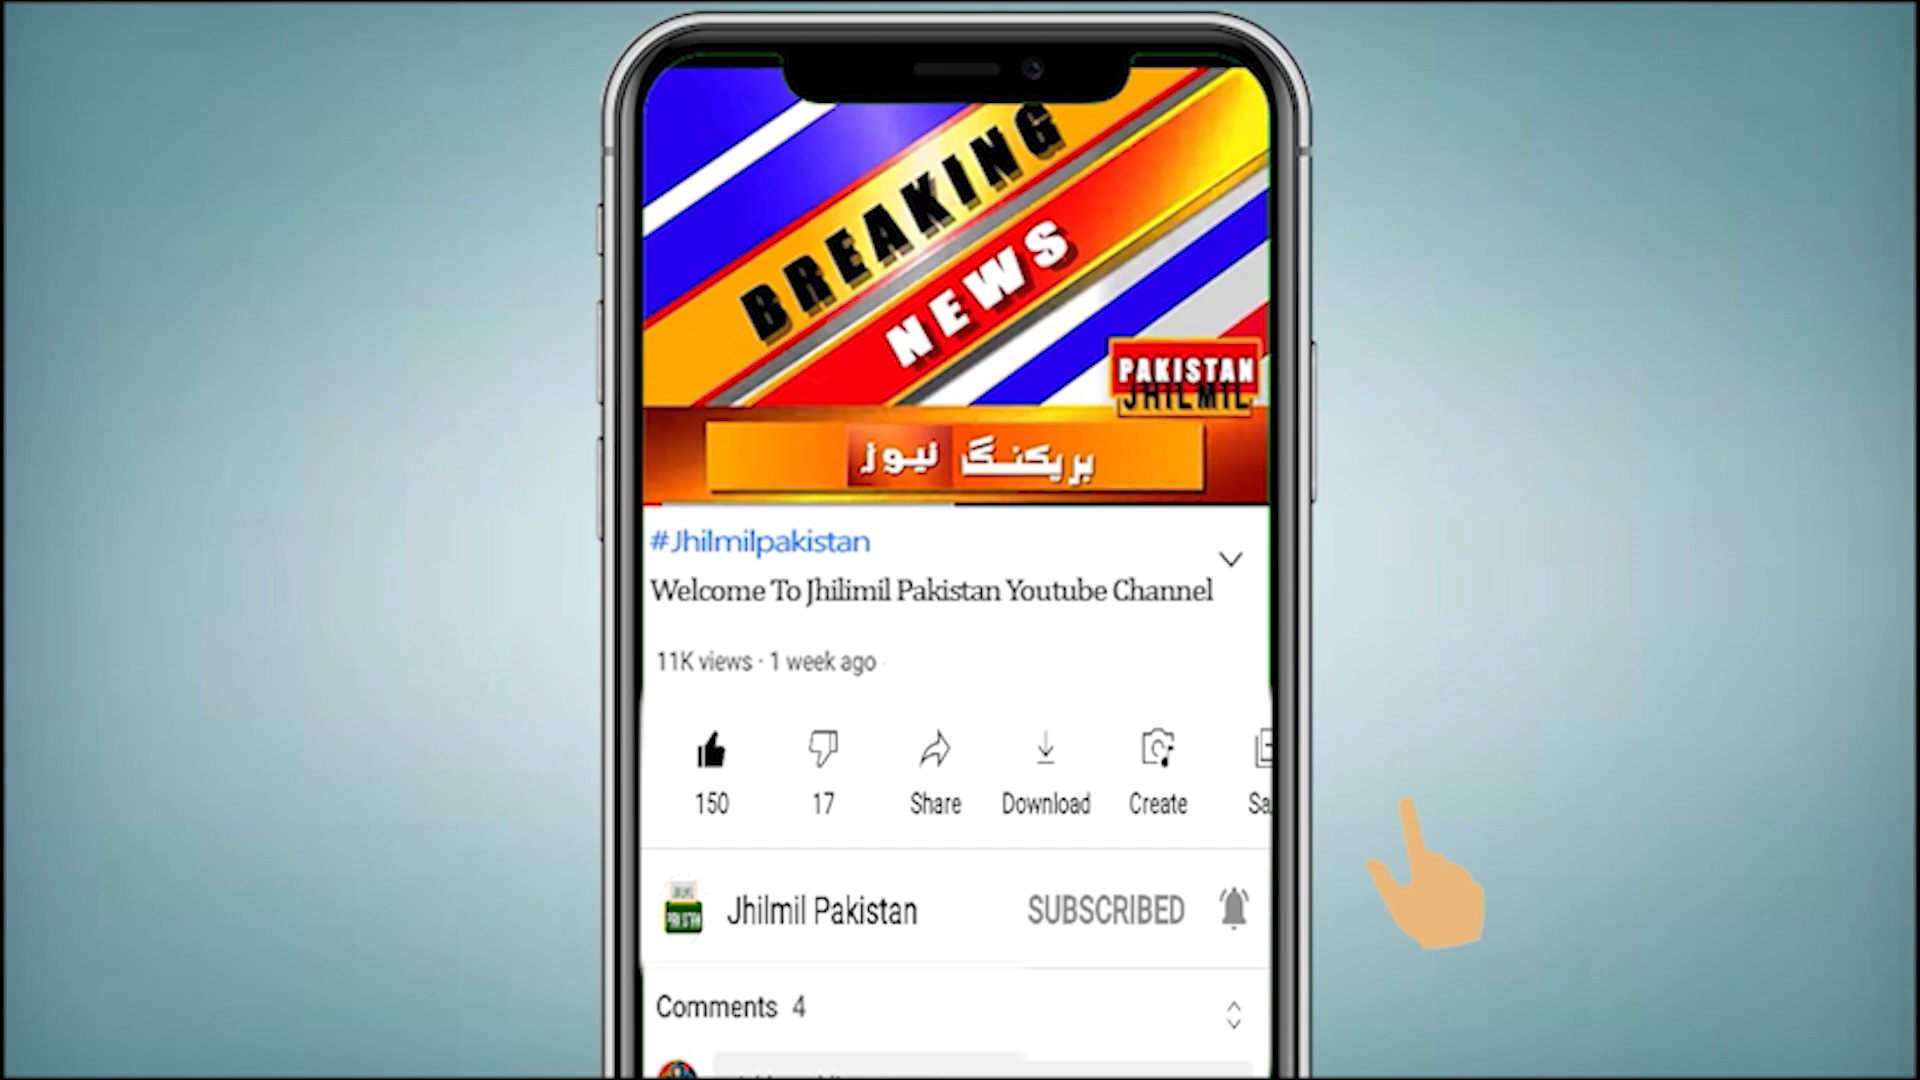 BREAKING
NEWS
PAKISTAN
JHILMIL
بریکنگ نیوز
#Jhilmilpakistan
Welcome To Jhilimil Pakistan Youtube Channel
11K views · 1 week ago
150
17
Share
Download
Create
Sa
Jhilmil Pakistan
SUBSCRIBED
Comments 4